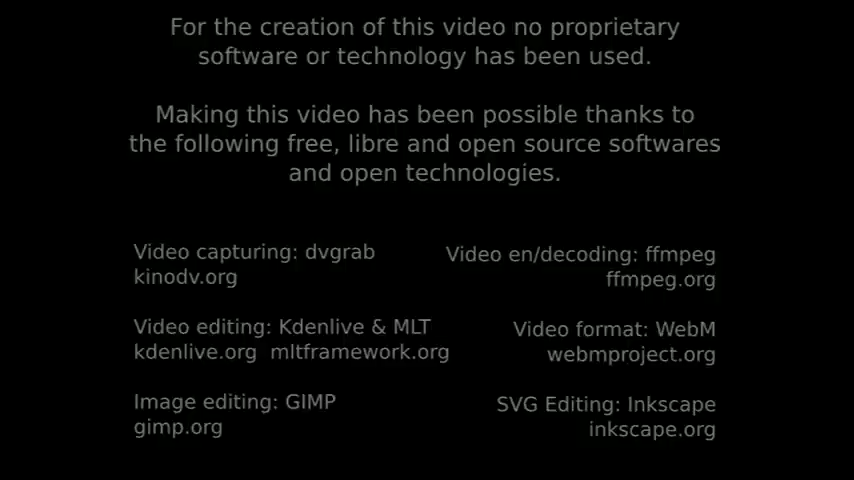 For the creation of this video no proprietary
software or technology has been used.
Making this video has been possible thanks to
the following free, libre and open source softwares
and open technologies.
Video capturing: dvgrab
kinodv.org
Video editing: Kdenlive & MLT
kdenlive.org mltframework.org
Image editing: GIMP
gimp.org
Video en/decoding: ffmpeg
ffmpeg.org
Video format: WebM
webmproject.org
SVG Editing: Inkscape
inkscape.org